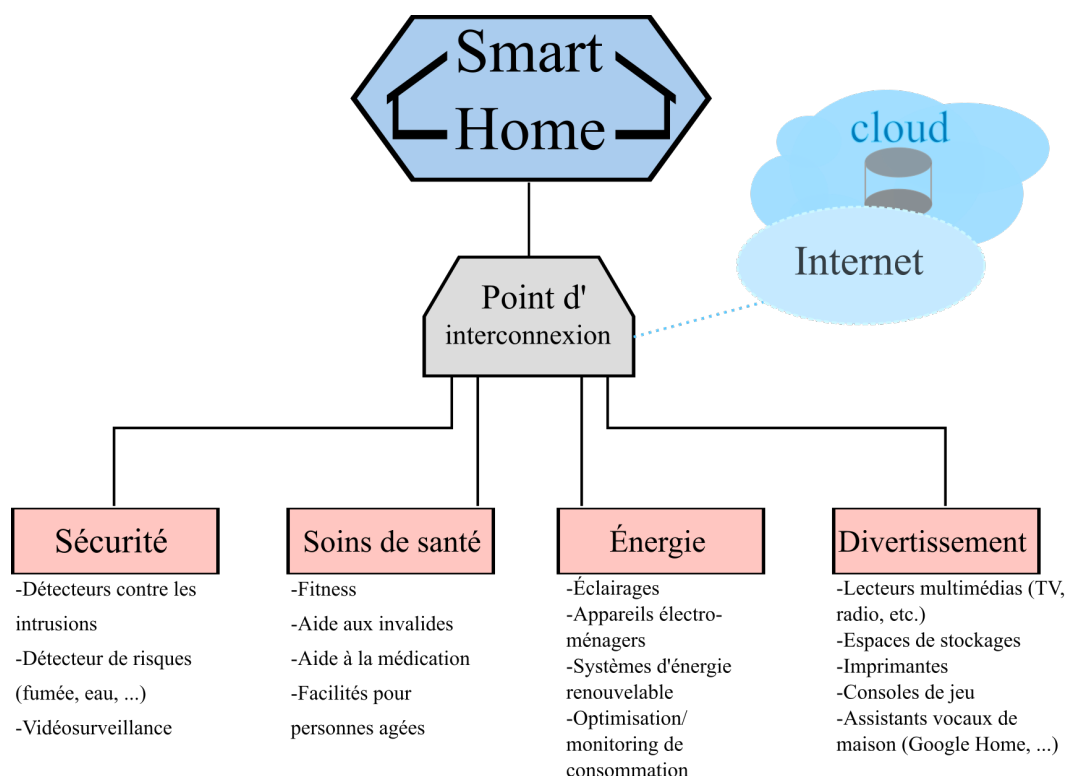 Smart
Home
cloud
Internet
Point d'
interconnexion
Sécurité
-Détecteurs contre les
intrusions
-Détecteur de risques
(fumée, eau, ...)
-Vidéosurveillance
Soins de santé
-Fitness
-Aide aux invalides
-Aide à la médication
-Facilités pour
personnes agées
Énergie
-Éclairages
-Appareils électro-
ménagers
-Systèmes d'énergie
renouvelable
-Optimisation/
monitoring de
consommation
Divertissement
-Lecteurs multimédias (TV,
radio, etc.)
-Espaces de stockages
-Imprimantes
-Consoles de jeu
-Assistants vocaux de
maison (Google Home, ...)